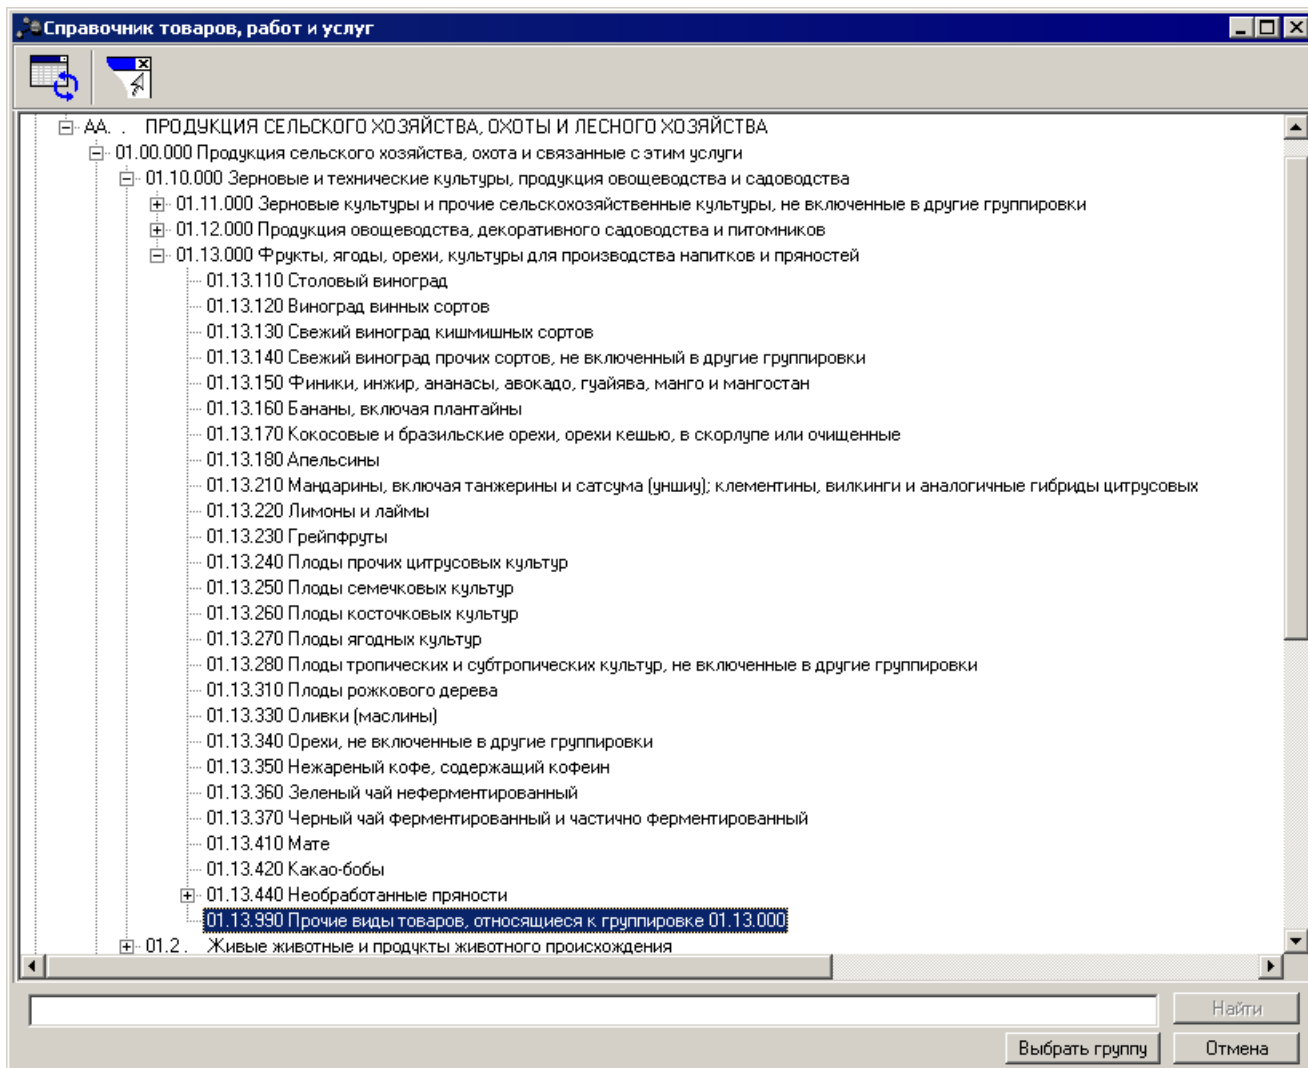 Справочник товаров, работ и услуг
АА. . ПРОДУКЦИЯ СЕЛЬСКОГО ХОЗЯЙСТВА, ОХОТЫ И ЛЕСНОГО ХОЗЯЙСТВА
01.00.000 Продукция сельского хозяйства, охота и связанные с этим услуги
01.10.000 Зерновые и технические культуры, продукция овощеводства и садоводства
01.11.000 Зерновые культуры и прочие сельскохозяйственные культуры, не включенные в другие группировки
01.12.000 Продукция овощеводства, декоративного садоводства и питомников
01.13.000 Фрукты, ягоды, орехи, культуры для производства напитков и пряностей
01.13.110 Столовый виноград
01.13.120 Виноград винных сортов
01.13.130 Свежий виноград кишмишных сортов
01.13.140 Свежий виноград прочих сортов, не включенный в другие группировки
01.13.150 Финики, инжир, ананасы, авокадо, гуайява, манго и мангостан
01.13.160 Бананы, включая плантайны
01.13.170 Кокосовые и бразильские орехи, орехи кешью, в скорлупе или очищенные
01.13.180 Апельсины
01.13.210 Мандарины, включая танжерины и сатсума (уншиу); клементины, вилкинги и аналогичные гибриды цитрусовых
01.13.220 Лимоны и лаймы
01.13.230 Грейпфруты
01.13.240 Плоды прочих цитрусовых культур
01.13.250 Плоды семечковых культур
01.13.260 Плоды косточковых культур
01.13.270 Плоды ягодных культур
01.13.280 Плоды тропических и субтропических культур, не включенные в другие группировки
01.13.310 Плоды рожкового дерева
01.13.330 Оливки (маслины)
01.13.340 Орехи, не включенные в другие группировки
01.13.350 Нежареный кофе, содержащий кофеин
01.13.360 Зеленый чай неферментированный
01.13.370 Черный чай ферментированный и частично ферментированный
01.13.410 Мате
01.13.420 Какао-бобы
01.13.440 Необработанные пряности
01.13.990 Прочие виды товаров, относящиеся к группировке 01.13.000
01.2 . Живые животные и продукты животного происхождения
Найти
Выбрать группу
Отмена